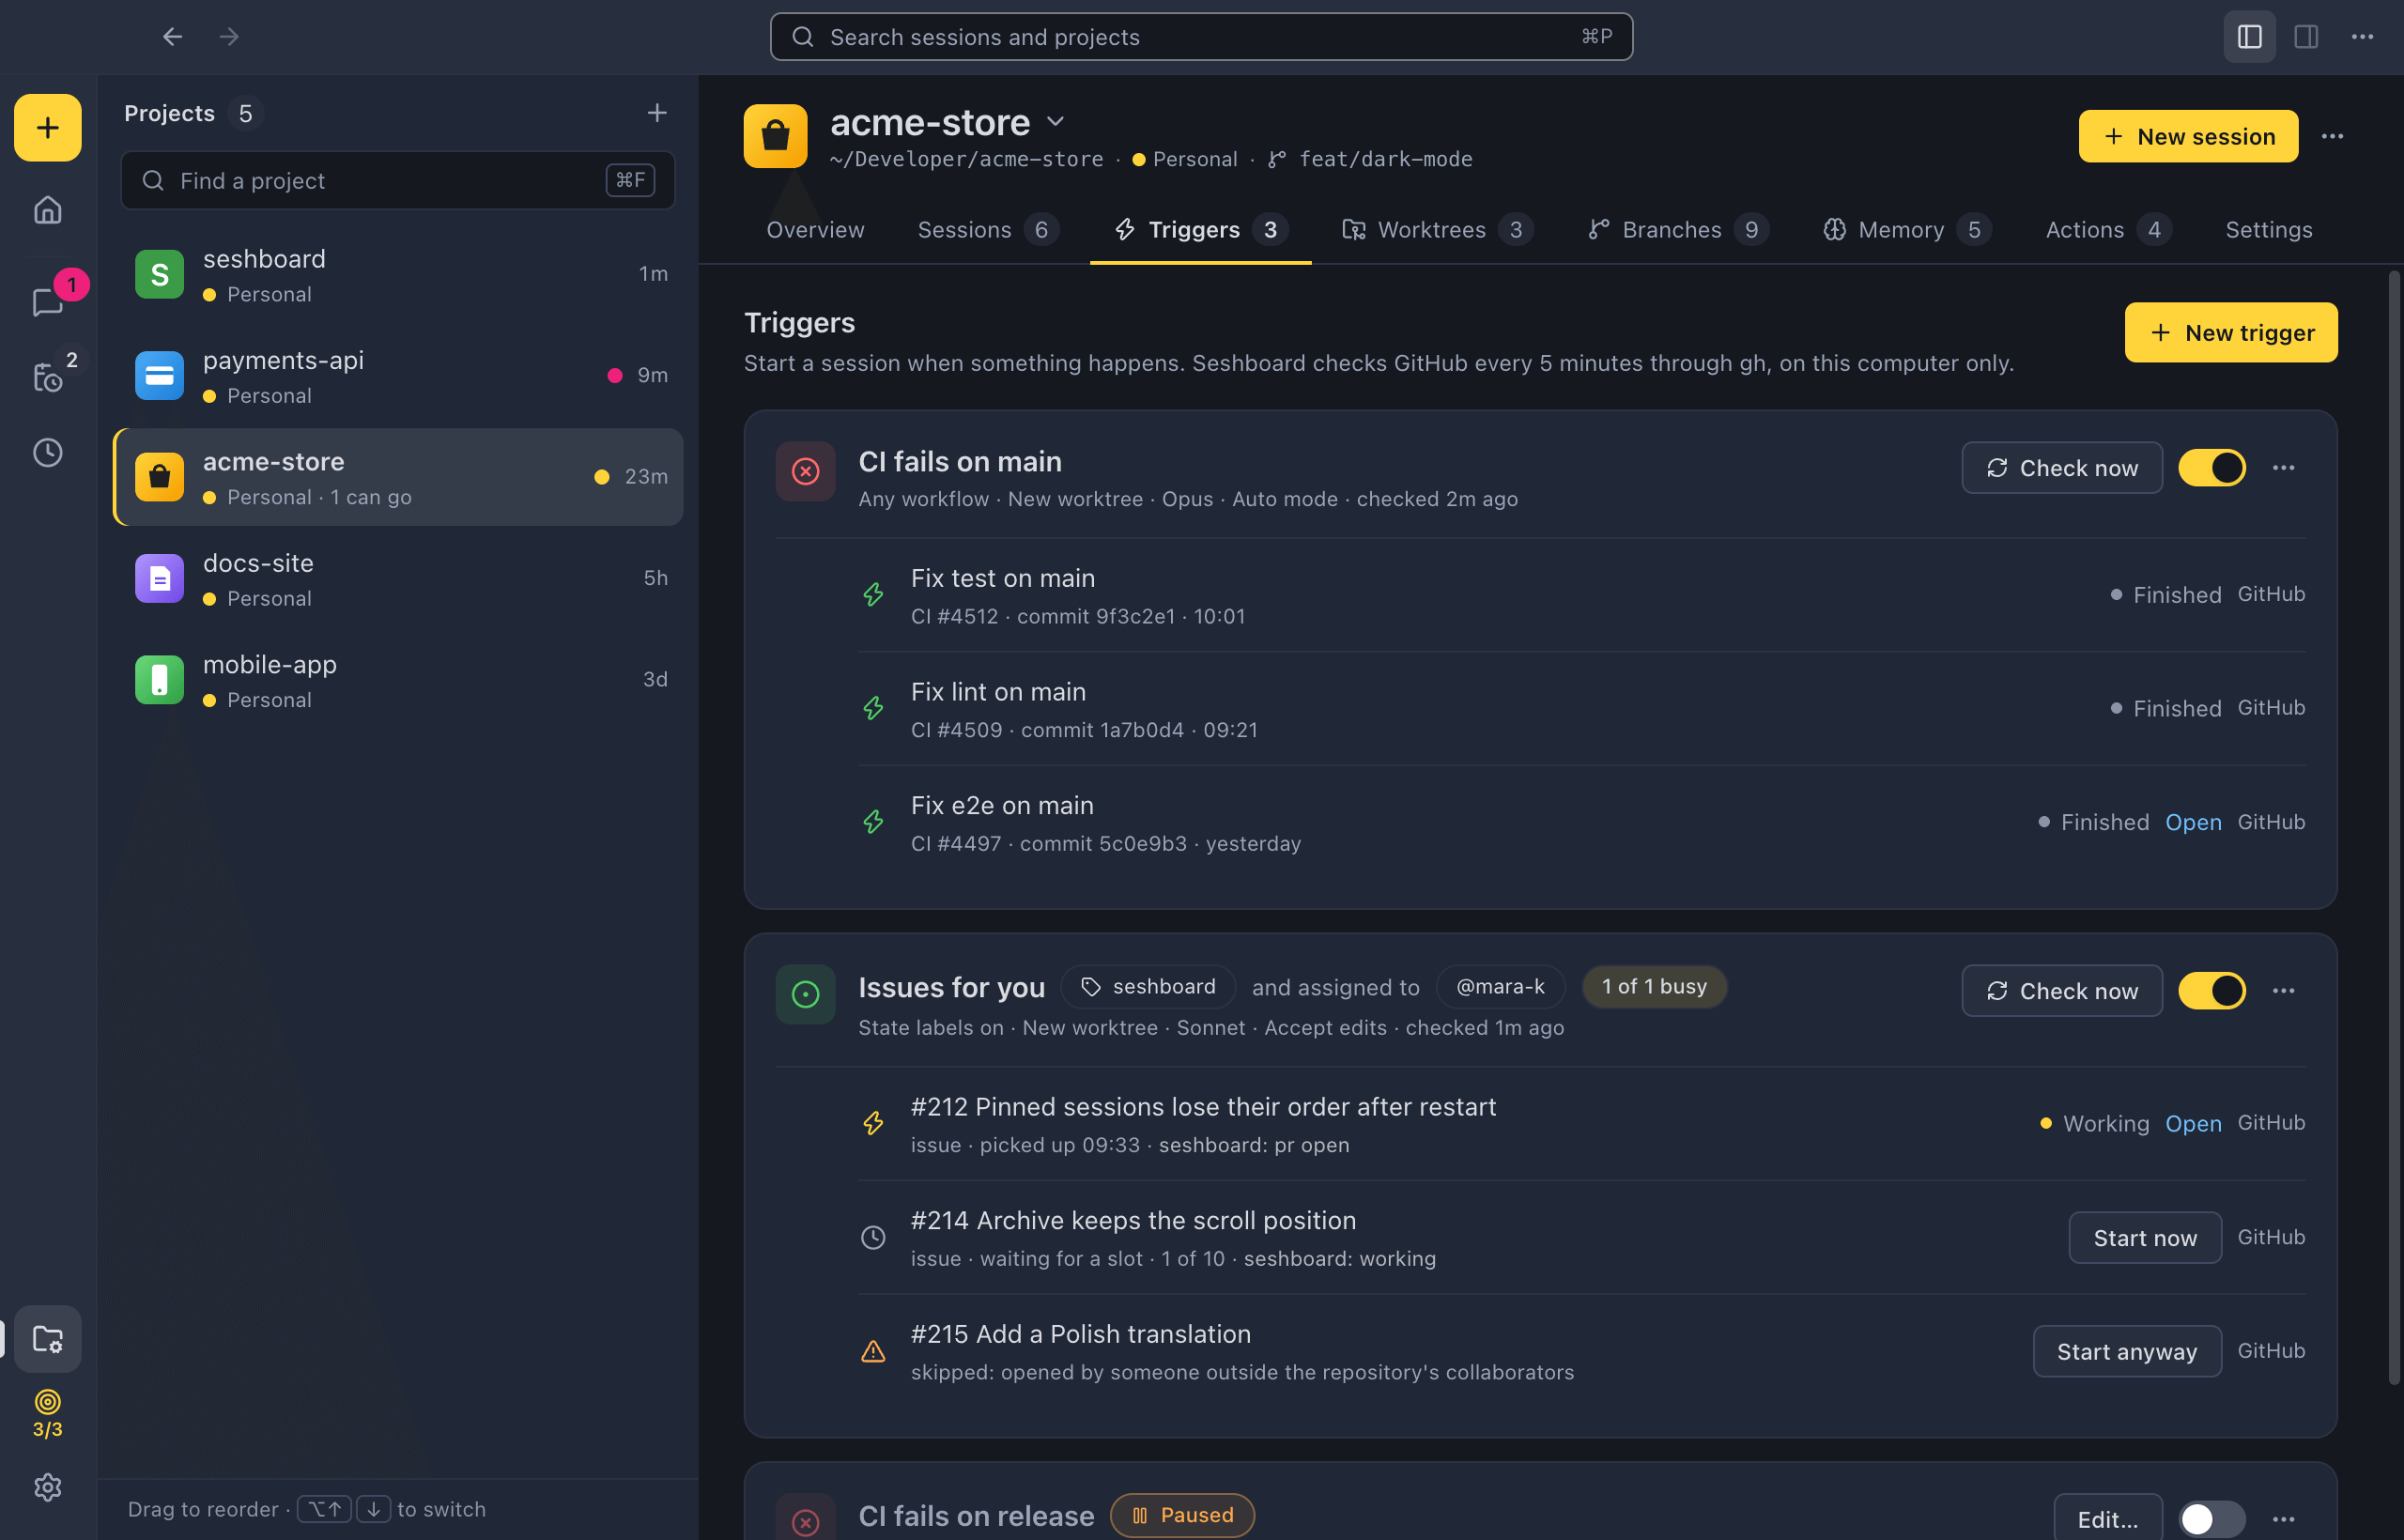 Search sessions and projects ⌘P
Projects 5
Find a project ⌘F
1
2
S
seshboard 1m
Personal
payments-api 9m
Personal
acme-store 23m
Personal · 1 can go
docs-site 5h
Personal
mobile-app 3d
Personal
3/3
Drag to reorder · ⌥↑ ↓ to switch
acme-store
~/Developer/acme-store · Personal · feat/dark-mode
New session
Overview Sessions 6 Triggers 3 Worktrees 3 Branches 9 Memory 5 Actions 4 Settings
Triggers
Start a session when something happens. Seshboard checks GitHub every 5 minutes through gh, on this computer only.
New trigger
CI fails on main
Any workflow · New worktree · Opus · Auto mode · checked 2m ago
Check now
Fix test on main
CI #4512 · commit 9f3c2e1 · 10:01
Finished GitHub
Fix lint on main
CI #4509 · commit 1a7b0d4 · 09:21
Finished GitHub
Fix e2e on main
CI #4497 · commit 5c0e9b3 · yesterday
Finished Open GitHub
Issues for you seshboard and assigned to @mara-k 1 of 1 busy
State labels on · New worktree · Sonnet · Accept edits · checked 1m ago
Check now
#212 Pinned sessions lose their order after restart
issue · picked up 09:33 · seshboard: pr open
Working Open GitHub
#214 Archive keeps the scroll position
issue · waiting for a slot · 1 of 10 · seshboard: working
Start now GitHub
#215 Add a Polish translation
skipped: opened by someone outside the repository's collaborators
Start anyway GitHub
CI fails on release Paused
Edit...